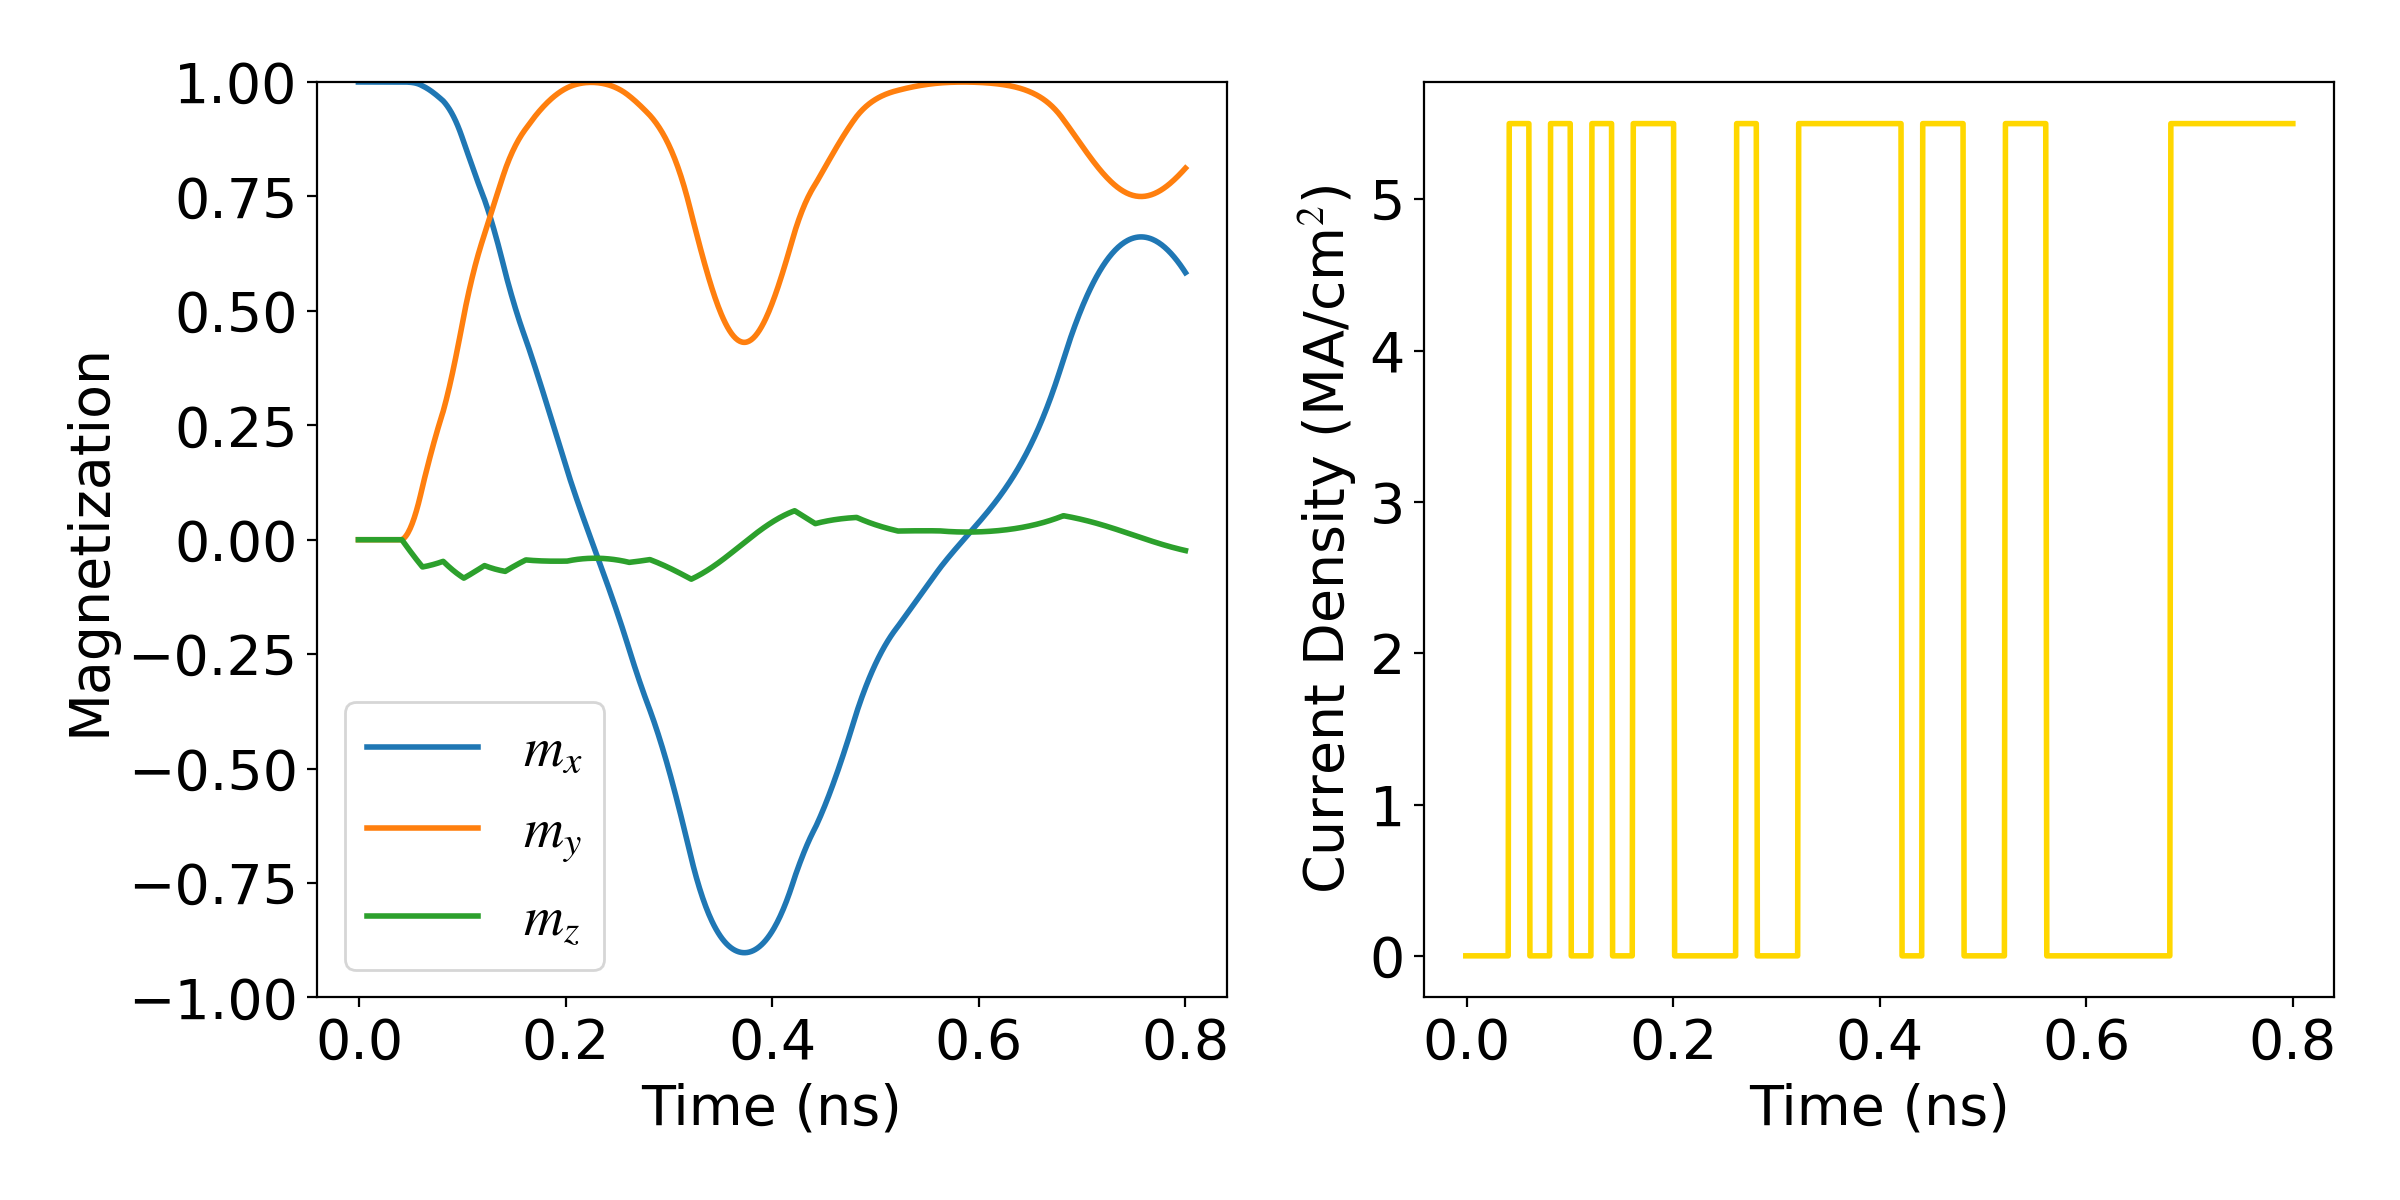 Magnetization
1.00
0.75
0.50
0.25
0.00
−0.25
−0.50
−0.75
−1.00
m_x
m_y
m_z
0.0 0.2 0.4 0.6 0.8
Time (ns)
Current Density (MA/cm²)
5
4
3
2
1
0
0.0 0.2 0.4 0.6 0.8
Time (ns)